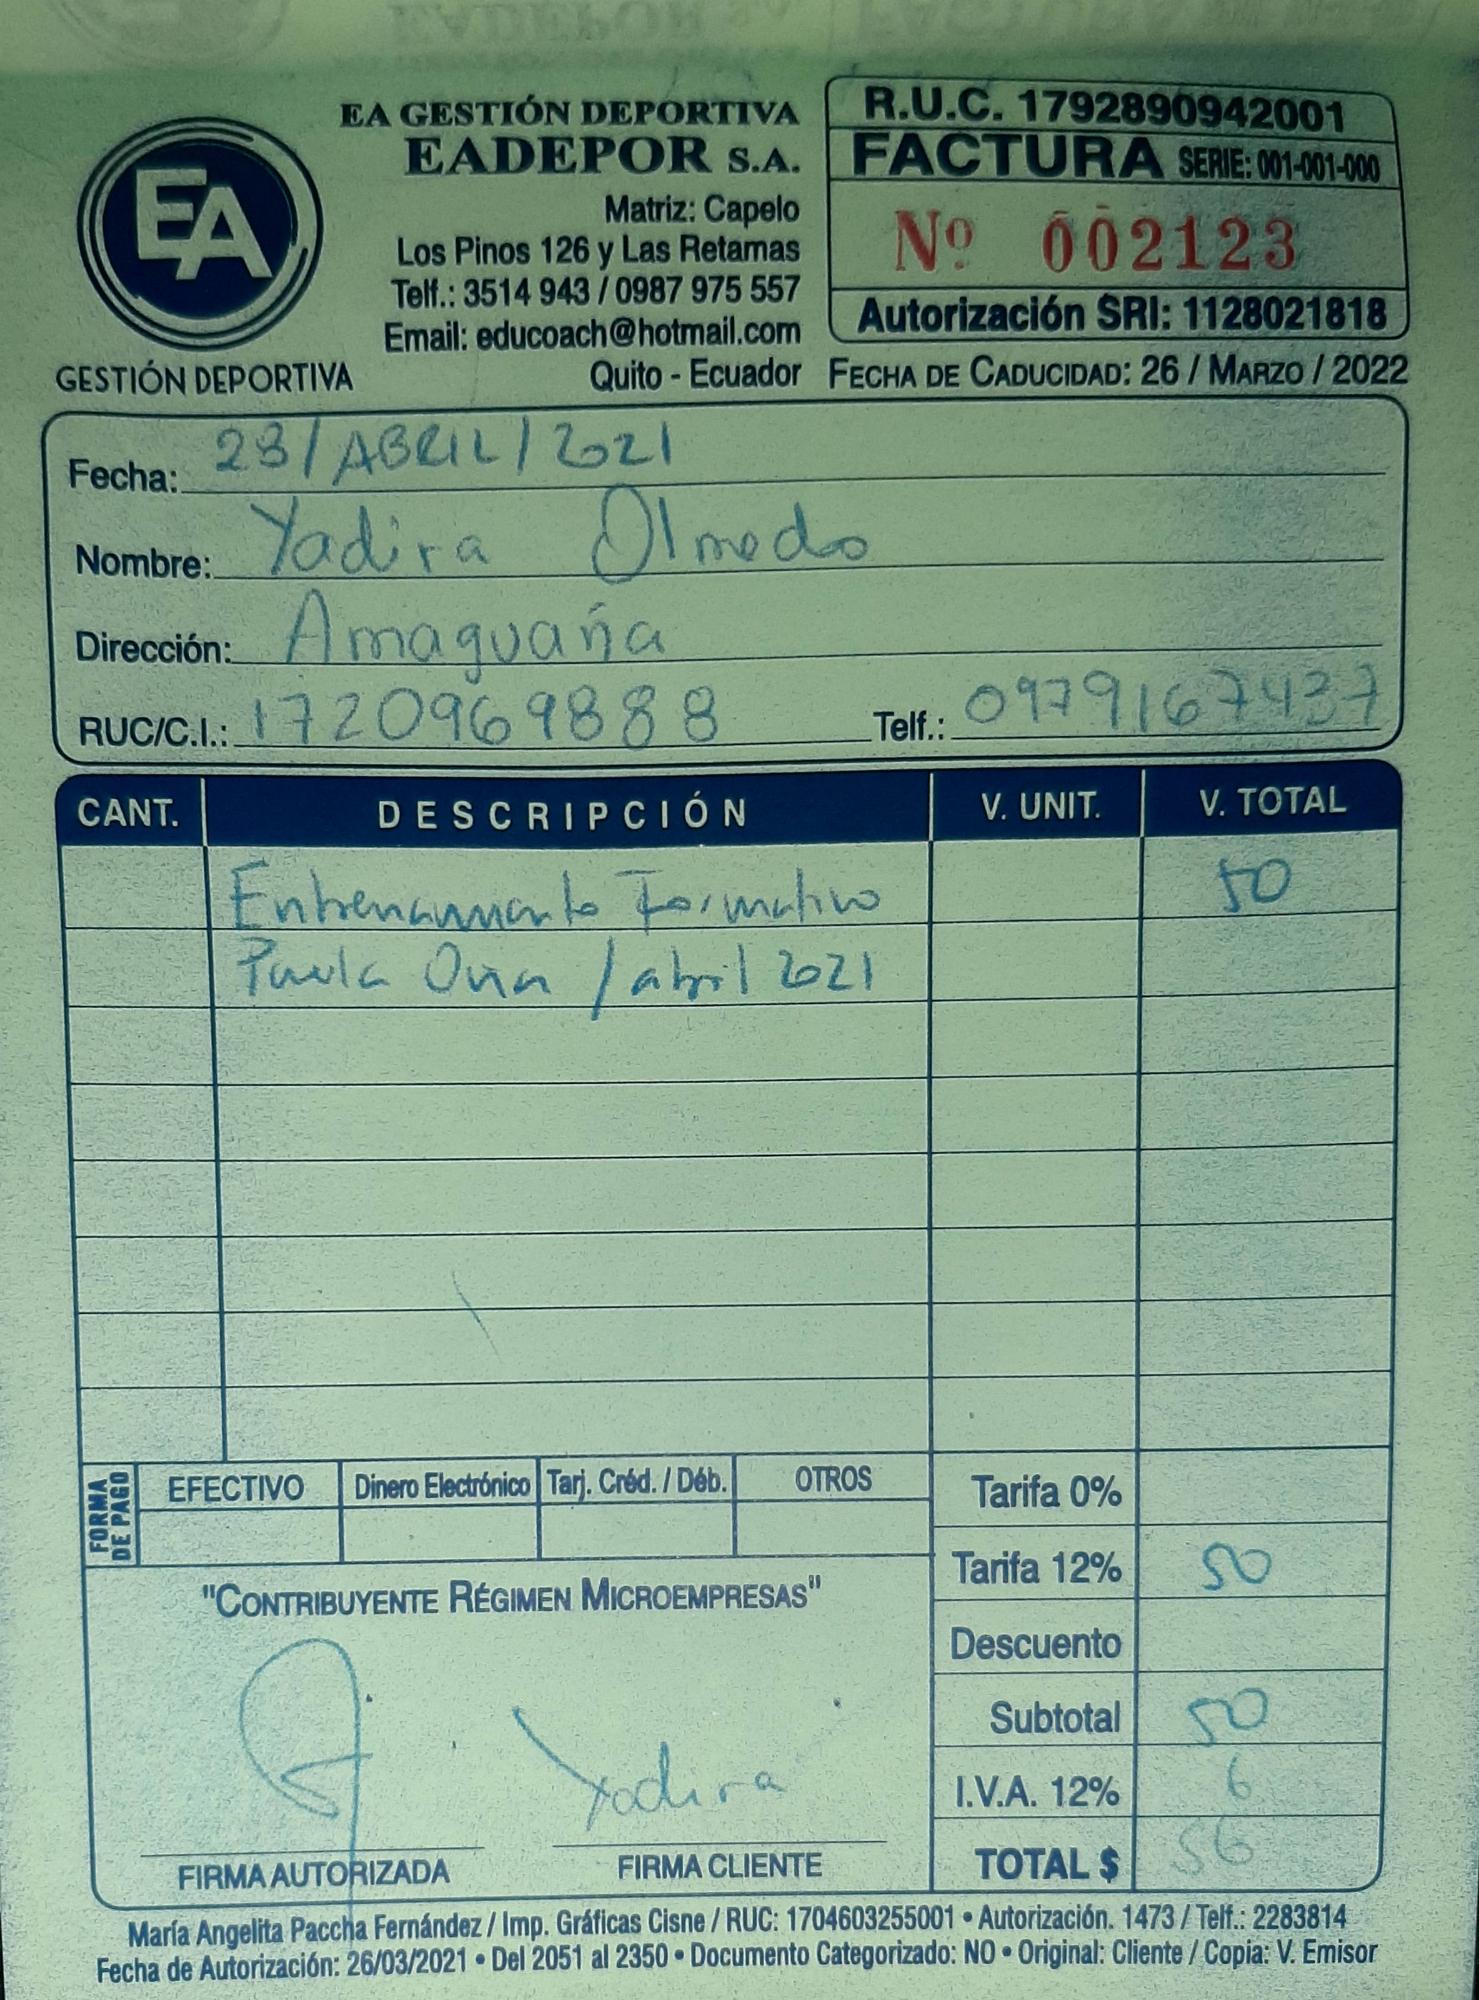 EA GESTIÓN DEPORTIVA
EADEPOR S.A.
Matriz: Capelo
Los Pinos 126 y Las Retamas
Telf.: 3514 943 / 0987 975 557
Email: educoach@hotmail.com
Quito - Ecuador
EA
GESTIÓN DEPORTIVA
R.U.C. 1792890942001
FACTURA SERIE: 001-001-000
Nº 002123
Autorización SRI: 1128021818
FECHA DE CADUCIDAD: 26 / MARZO / 2022
Fecha: 23/ABRIL/2021
Nombre: Yadira Olmedo
Dirección: Amaguaña
RUC/C.I.: 1720969888 Telf.: 0979167437
CANT. DESCRIPCIÓN V. UNIT. V. TOTAL
Entrenamiento Formativo 50
Paula Oña / abril 2021
FORMA DE PAGO
EFECTIVO Dinero Electrónico Tarj. Créd. / Déb. OTROS
Tarifa 0%
Tarifa 12% 50
Descuento
Subtotal 50
I.V.A. 12% 6
TOTAL $ 56
"CONTRIBUYENTE RÉGIMEN MICROEMPRESAS"
Yadira
FIRMA AUTORIZADA FIRMA CLIENTE
María Angelita Paccha Fernández / Imp. Gráficas Cisne / RUC: 1704603255001 • Autorización. 1473 / Telf.: 2283814
Fecha de Autorización: 26/03/2021 • Del 2051 al 2350 • Documento Categorizado: NO • Original: Cliente / Copia: V. Emisor